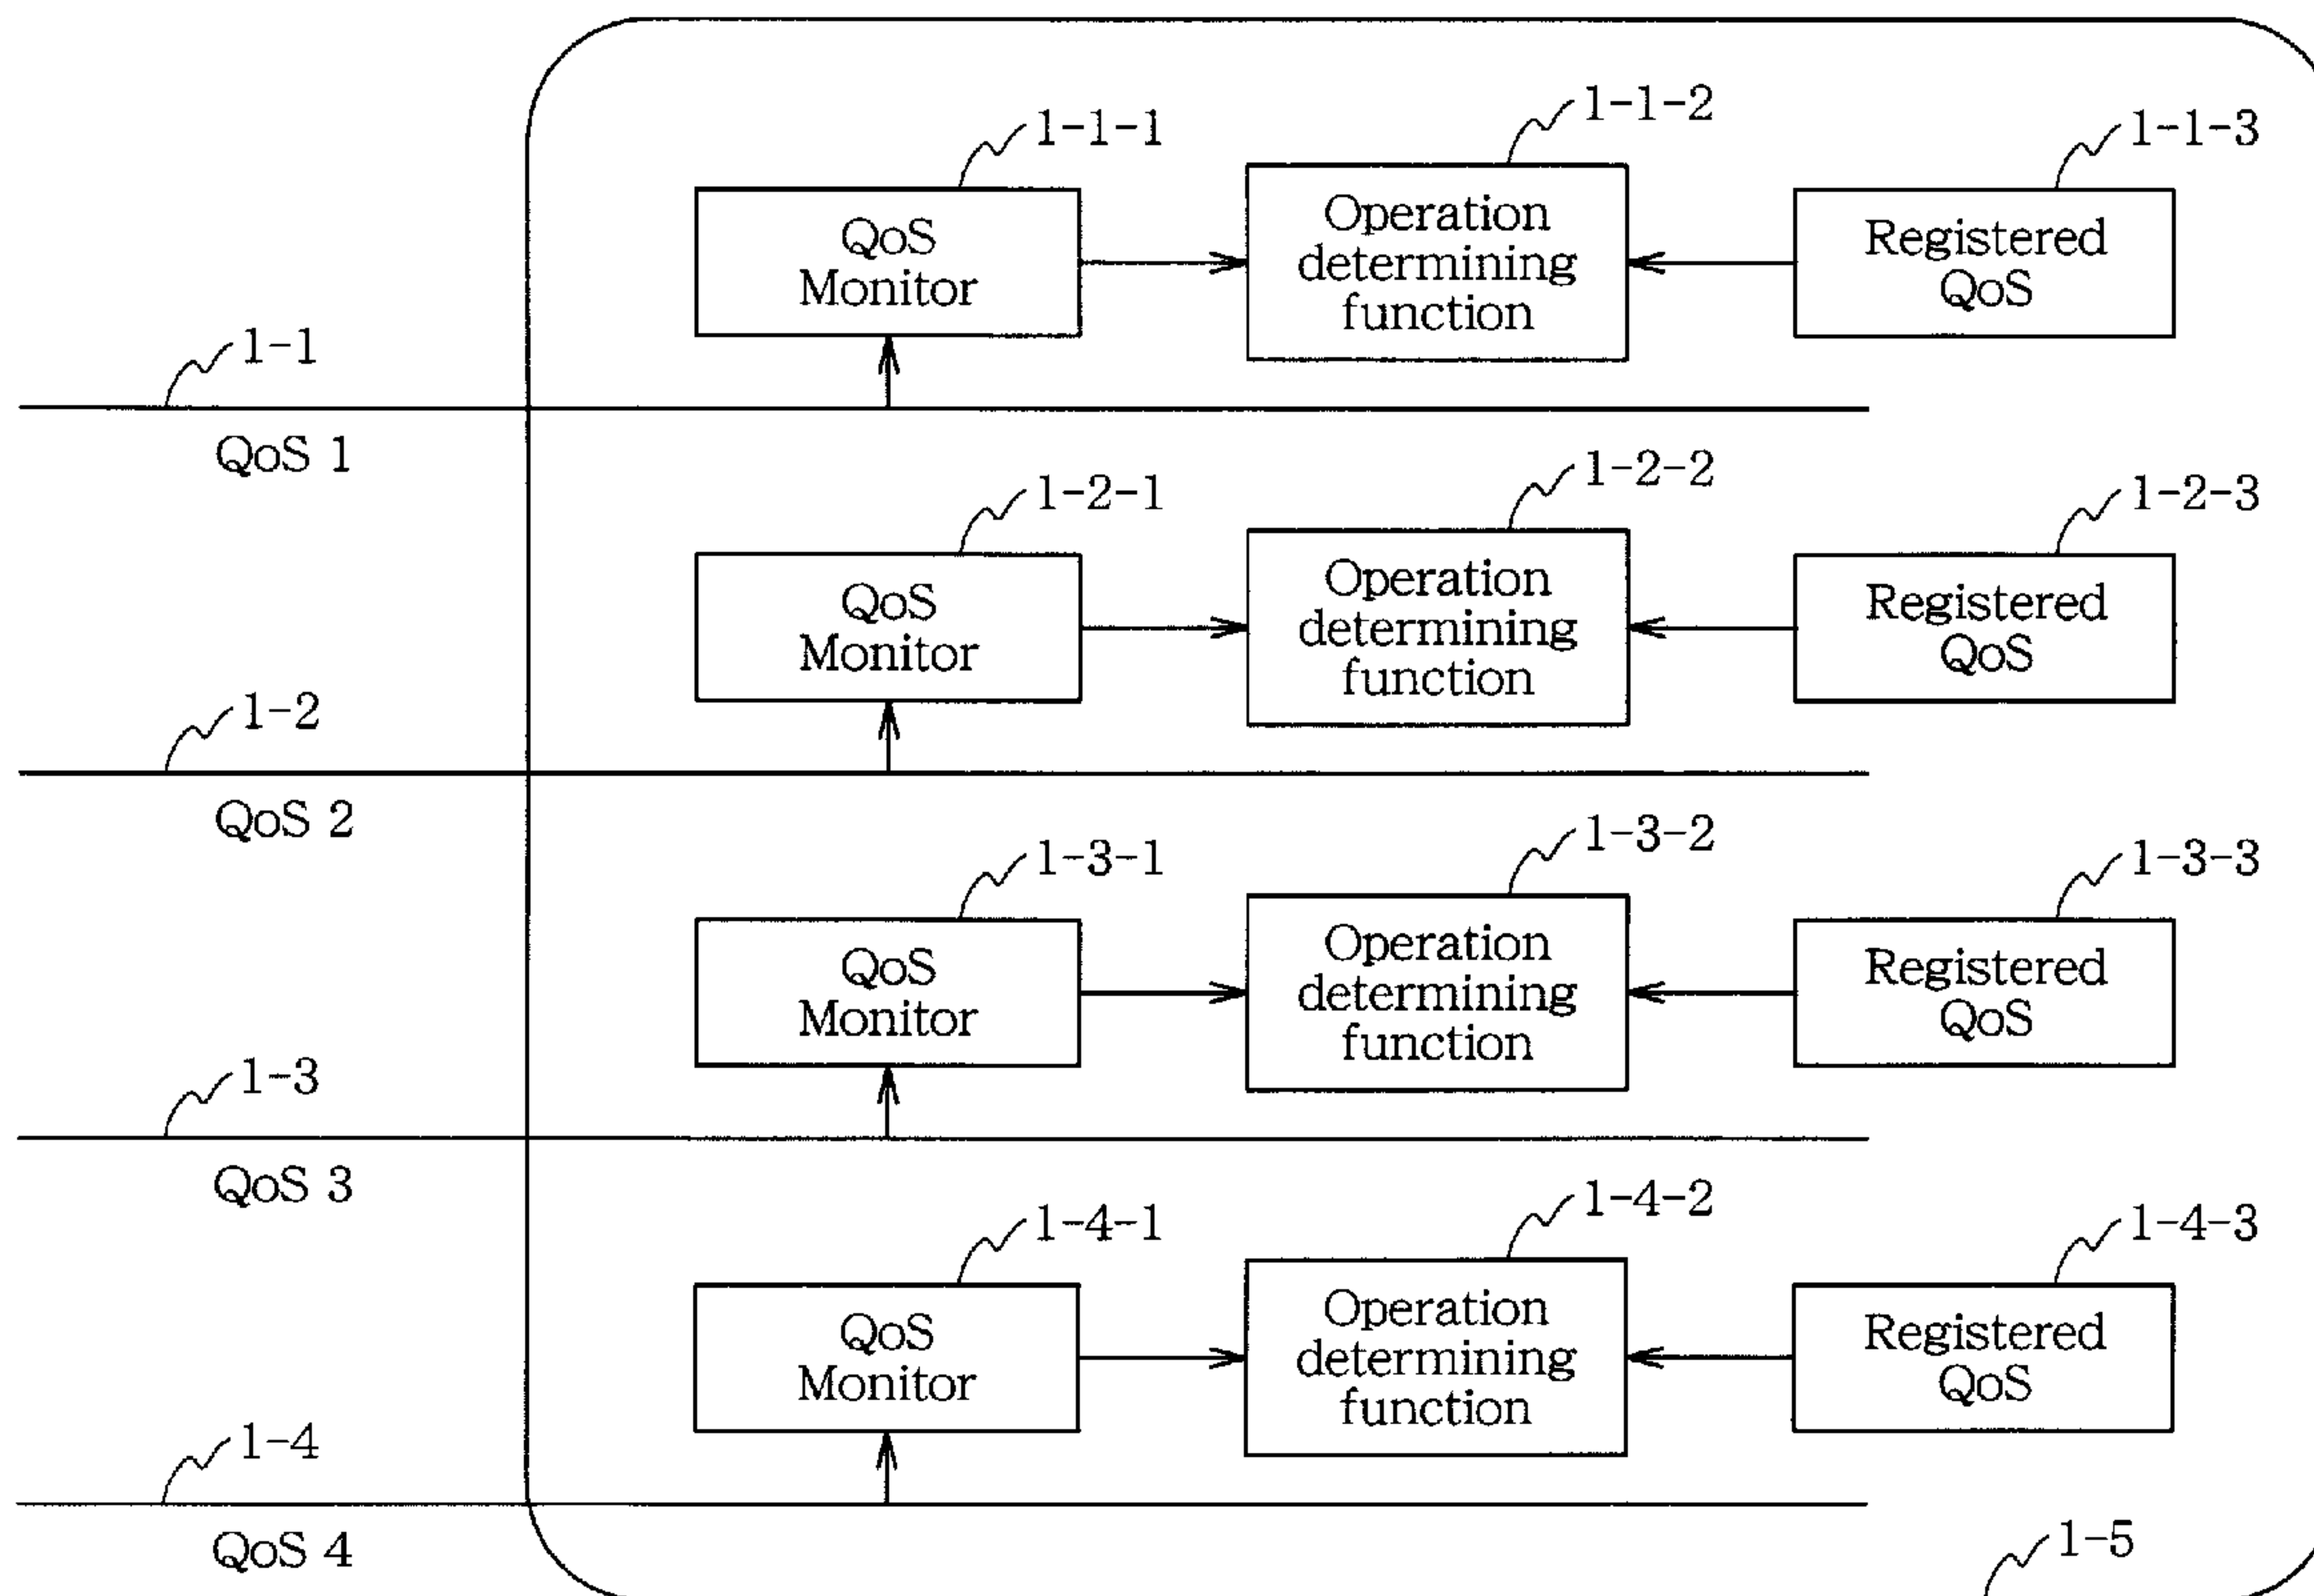 1-1-1
1-1-2
1-1-3
QoS
Monitor
Operation
determining
function
Registered
QoS
1-1
QoS 1
1-2-1
1-2-2
1-2-3
QoS
Monitor
Operation
determining
function
Registered
QoS
1-2
QoS 2
1-3-1
1-3-2
1-3-3
QoS
Monitor
Operation
determining
function
Registered
QoS
1-3
QoS 3
1-4-1
1-4-2
1-4-3
QoS
Monitor
Operation
determining
function
Registered
QoS
1-4
QoS 4
1-5